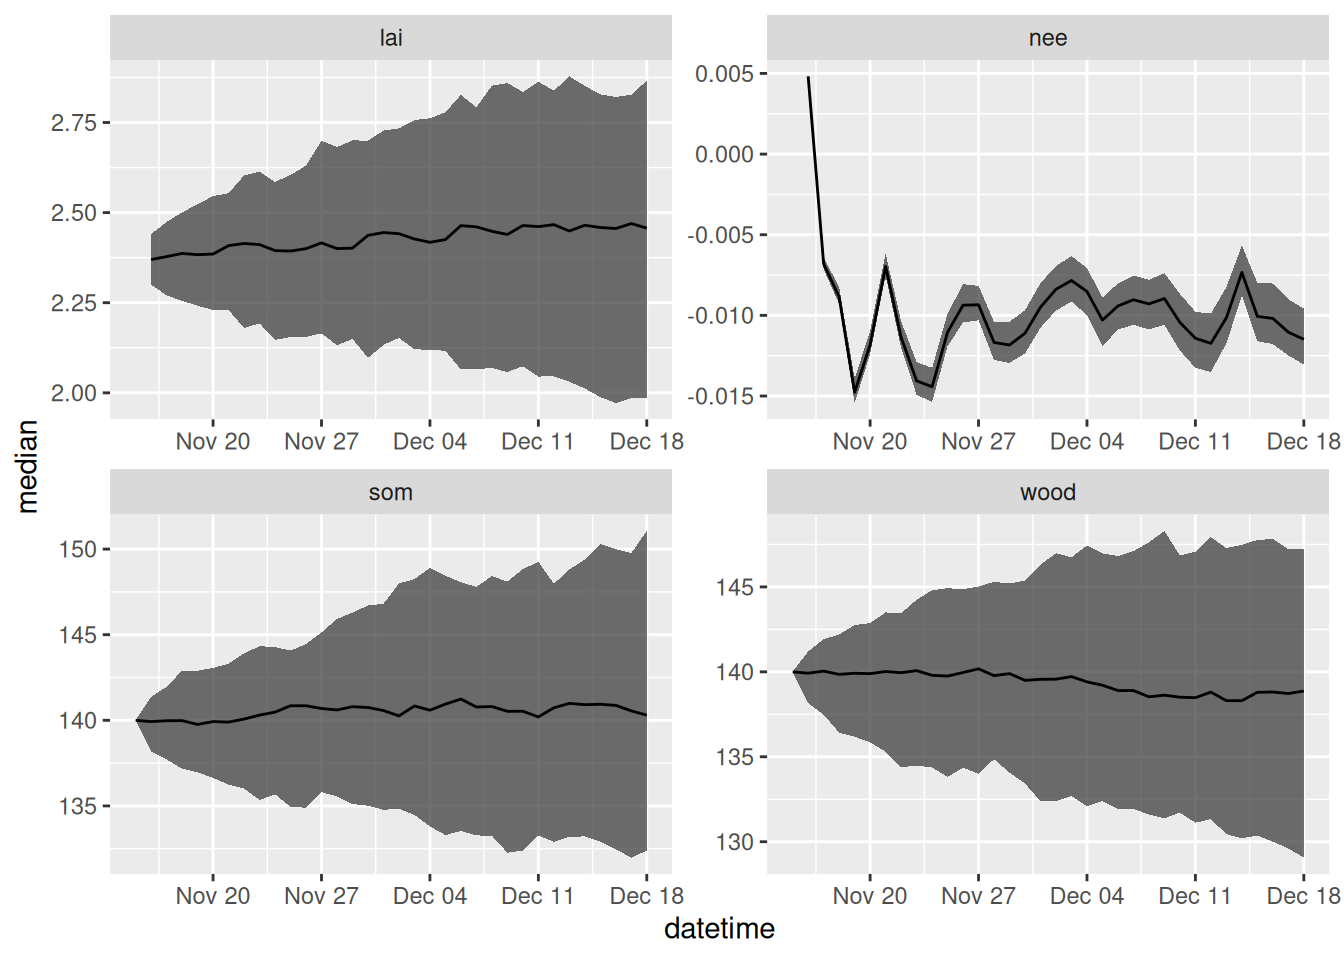 lai
nee
2.75
2.50
2.25
2.00
0.005
0.000
-0.005
-0.010
-0.015
Nov 20 Nov 27 Dec 04 Dec 11 Dec 18
Nov 20 Nov 27 Dec 04 Dec 11 Dec 18
median
som
wood
150
145
140
135
145
140
135
130
Nov 20 Nov 27 Dec 04 Dec 11 Dec 18
Nov 20 Nov 27 Dec 04 Dec 11 Dec 18
datetime